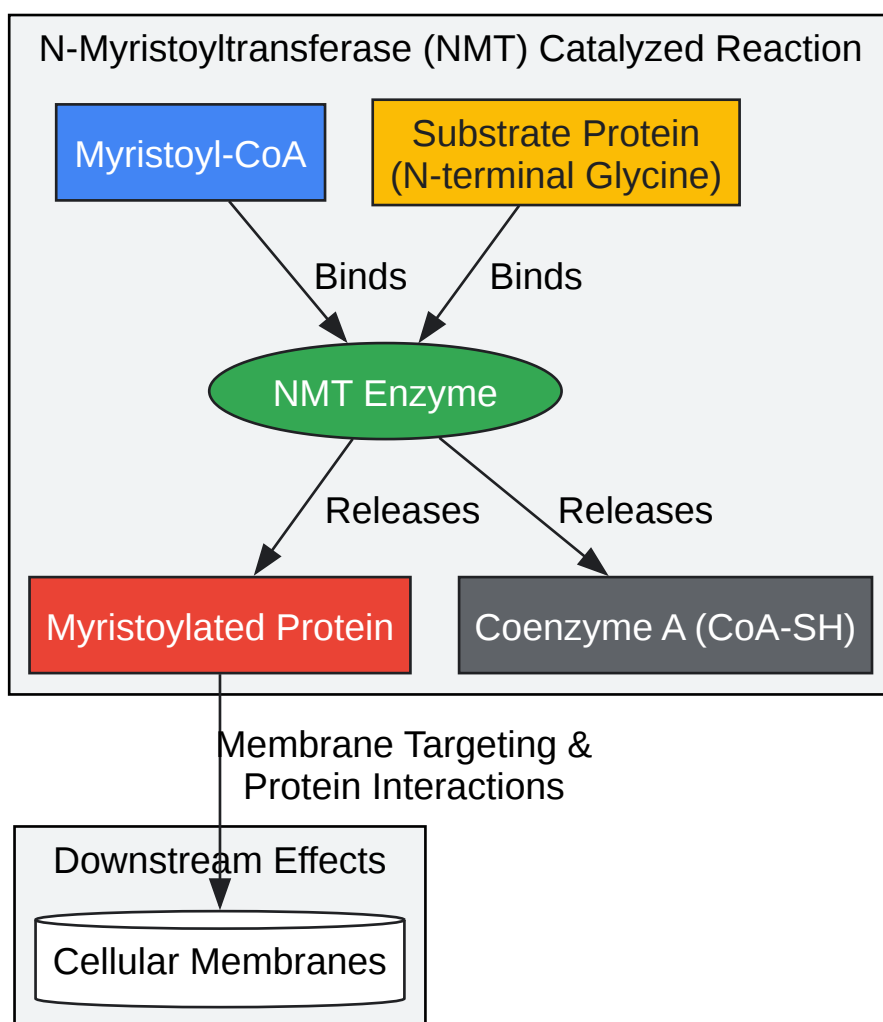 N-Myristoyltransferase (NMT) Catalyzed Reaction
Myristoyl-CoA
Substrate Protein
(N-terminal Glycine)
Binds
Binds
NMT Enzyme
Releases
Releases
Myristoylated Protein
Coenzyme A (CoA-SH)
Membrane Targeting &
Protein Interactions
Downstream Effects
Cellular Membranes